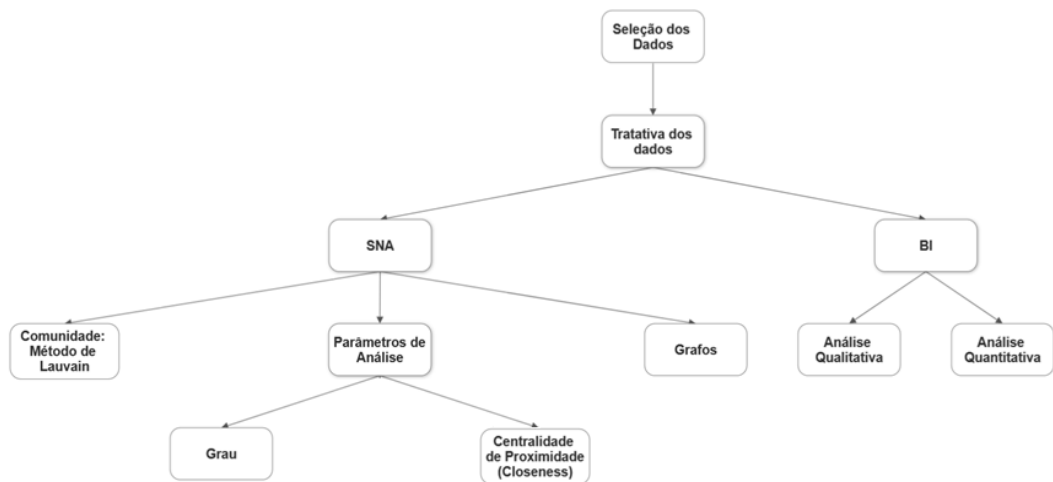 Seleção dos
Dados
Tratativa dos
dados
SNA
BI
Comunidade:
Método de
Lauvain
Parâmetros de
Análise
Grafos
Análise
Qualitativa
Análise
Quantitativa
Grau
Centralidade
de Proximidade
(Closeness)